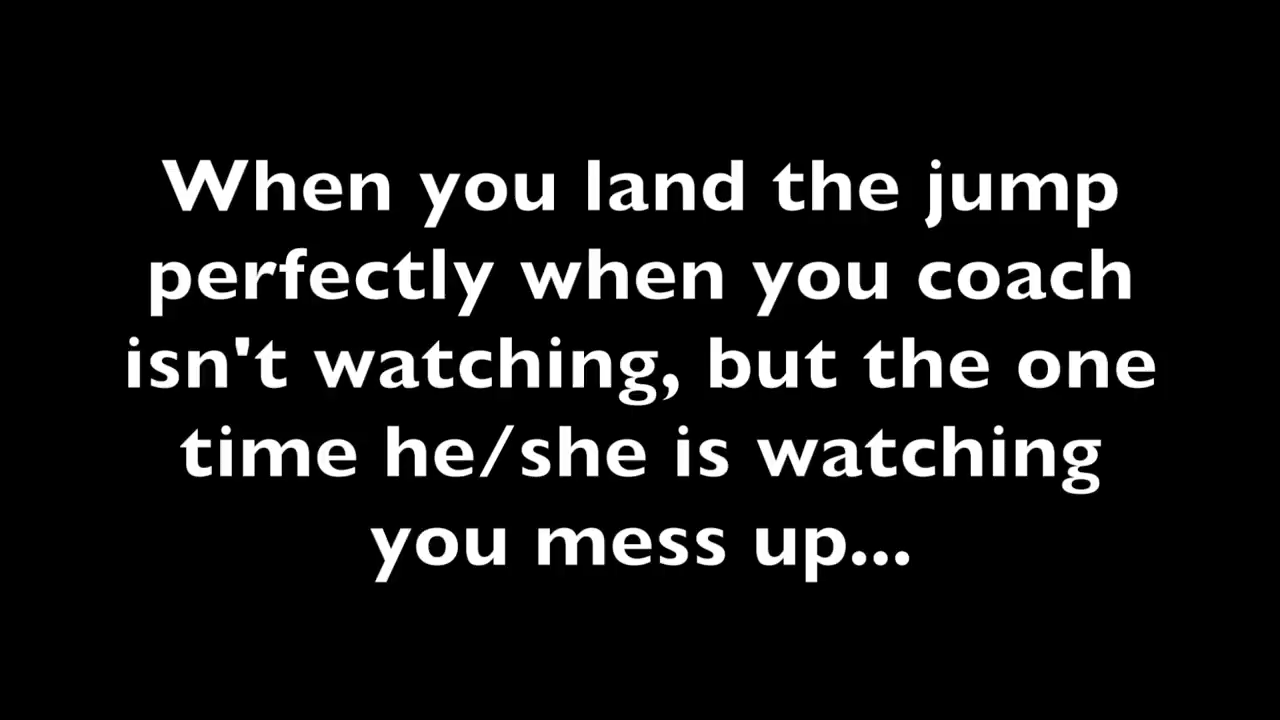 When you land the jump
perfectly when you coach
isn't watching, but the one
time he/she is watching
you mess up...